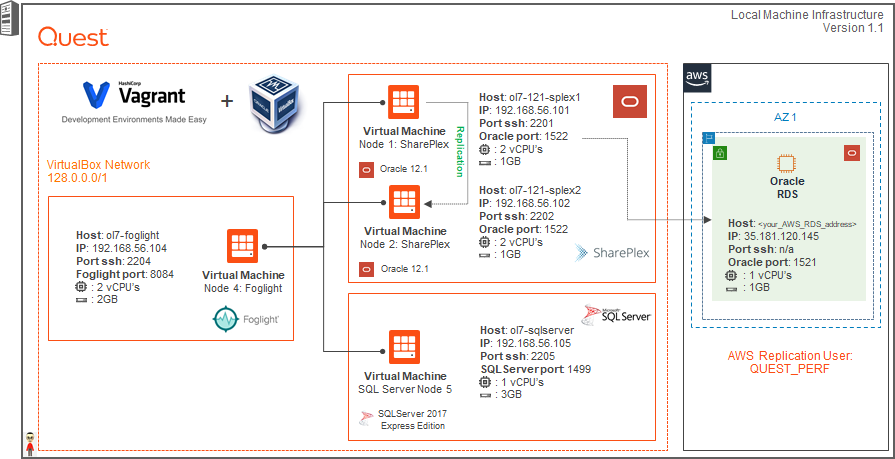 Local Machine Infrastructure
Version 1.1
Quest
HashiCorp
Vagrant
Development Environments Made Easy
+
ORACLE
VirtualBox
VirtualBox Network
128.0.0.0/1
Host: ol7-foglight
IP: 192.168.56.104
Port ssh: 2204
Foglight port: 8084
: 2 vCPU's
: 2GB
Virtual Machine
Node 4: Foglight
Foglight
Virtual Machine
Node 1: SharePlex
Oracle 12.1
Replication
Host: ol7-121-splex1
IP: 192.168.56.101
Port ssh: 2201
Oracle port: 1522
: 2 vCPU's
: 1GB
Virtual Machine
Node 2: SharePlex
Oracle 12.1
Host: ol7-121-splex2
IP: 192.168.56.102
Port ssh: 2202
Oracle port: 1522
: 2 vCPU's
: 1GB
SharePlex
Virtual Machine
SQL Server Node 5
SQLServer 2017
Express Edition
Host: ol7-sqlserver
IP: 192.168.56.105
Port ssh: 2205
SQL Server port: 1499
: 1 vCPU's
: 3GB
Microsoft
SQL Server
aws
AZ 1
Oracle
RDS
Host: <your_AWS_RDS_address>
IP: 35.181.120.145
Port ssh: n/a
Oracle port: 1521
: 1 vCPU's
: 1GB
AWS Replication User:
QUEST_PERF